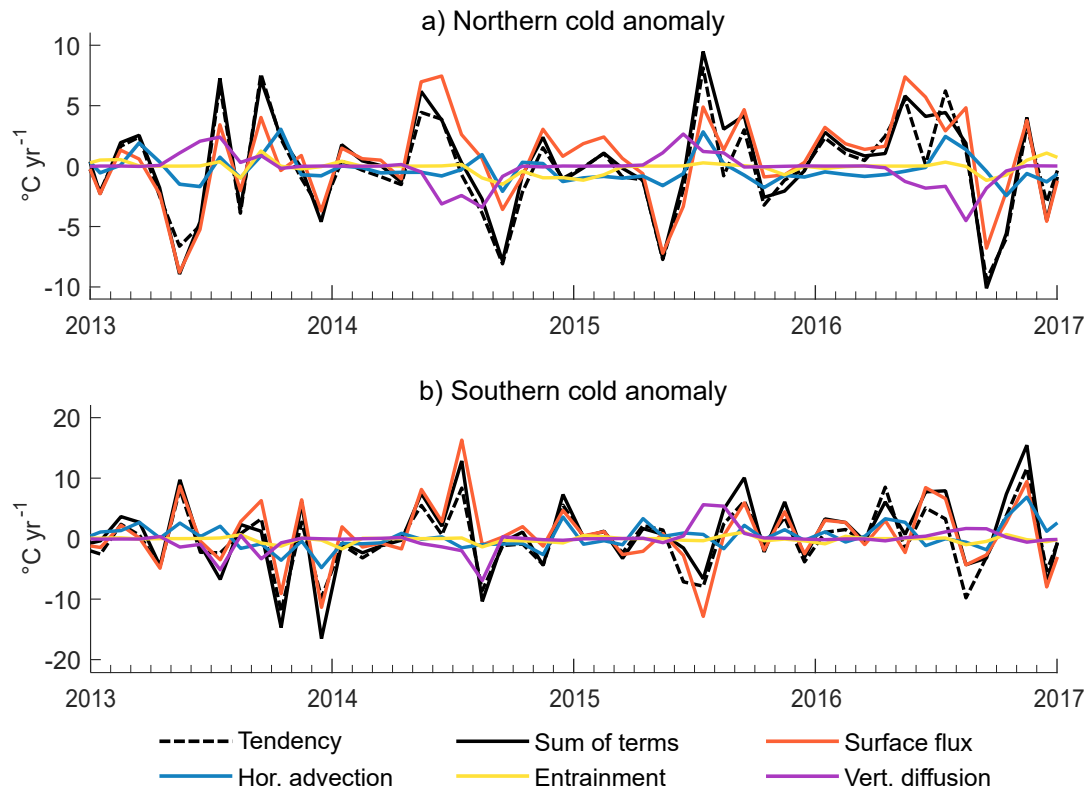 a) Northern cold anomaly
10
5
0
-5
-10
°C yr⁻¹
2013 2014 2015 2016 2017
b) Southern cold anomaly
20
10
0
-10
-20
°C yr⁻¹
2013 2014 2015 2016 2017
Tendency Sum of terms Surface flux
Hor. advection Entrainment Vert. diffusion